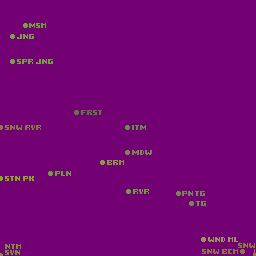 MSH
JNG
SPR JNG
FRST
SNW RVR
ITM
MDW
BRH
PLN
STN PK
RVR
PNTG
TG
WND HL
NTH
SNW
SVN
SNW BCH